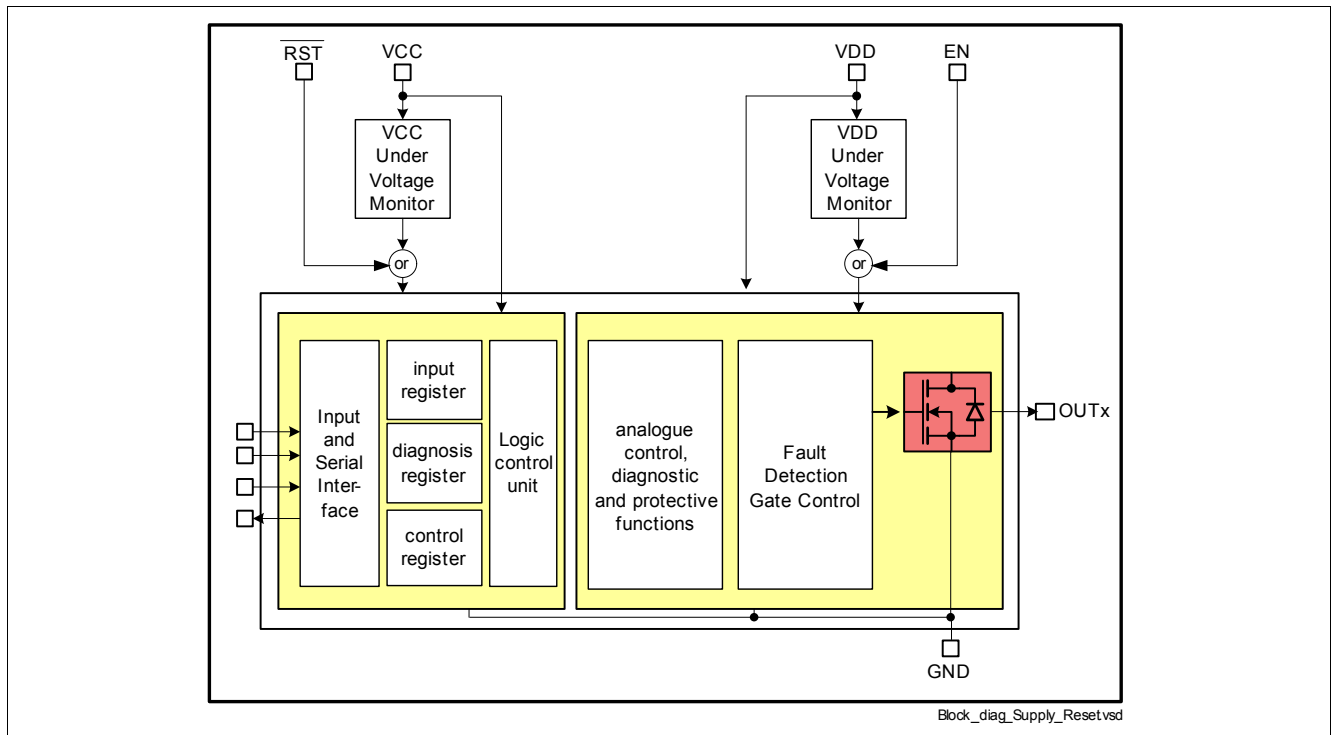 RST
VCC
VDD
EN
VCC
Under
Voltage
Monitor
VDD
Under
Voltage
Monitor
or
or
Input
and
Serial
Inter-
face
input
register
diagnosis
register
control
register
Logic
control
unit
analogue
control,
diagnostic
and protective
functions
Fault
Detection
Gate Control
OUTx
GND
Block_diag_Supply_Reset.vsd